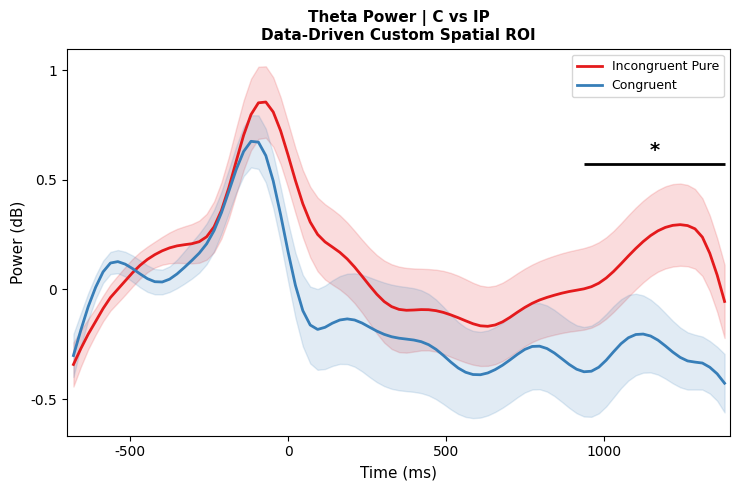 Theta Power | C vs IP
Data-Driven Custom Spatial ROI
Incongruent Pure
Congruent
*
1
0.5
0
-0.5
Power (dB)
-500
0
500
1000
Time (ms)